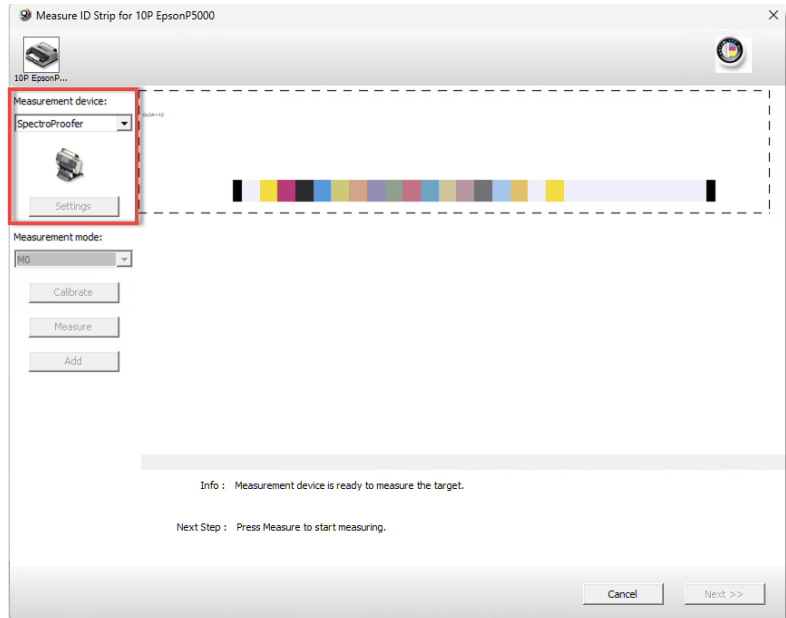 Measure ID Strip for 10P EpsonP5000
10P EpsonP...
Measurement device:
SpectroProofer
Settings
Measurement mode:
M0
Calibrate
Measure
Add
Info : Measurement device is ready to measure the target.
Next Step : Press Measure to start measuring.
Cancel
Next >>